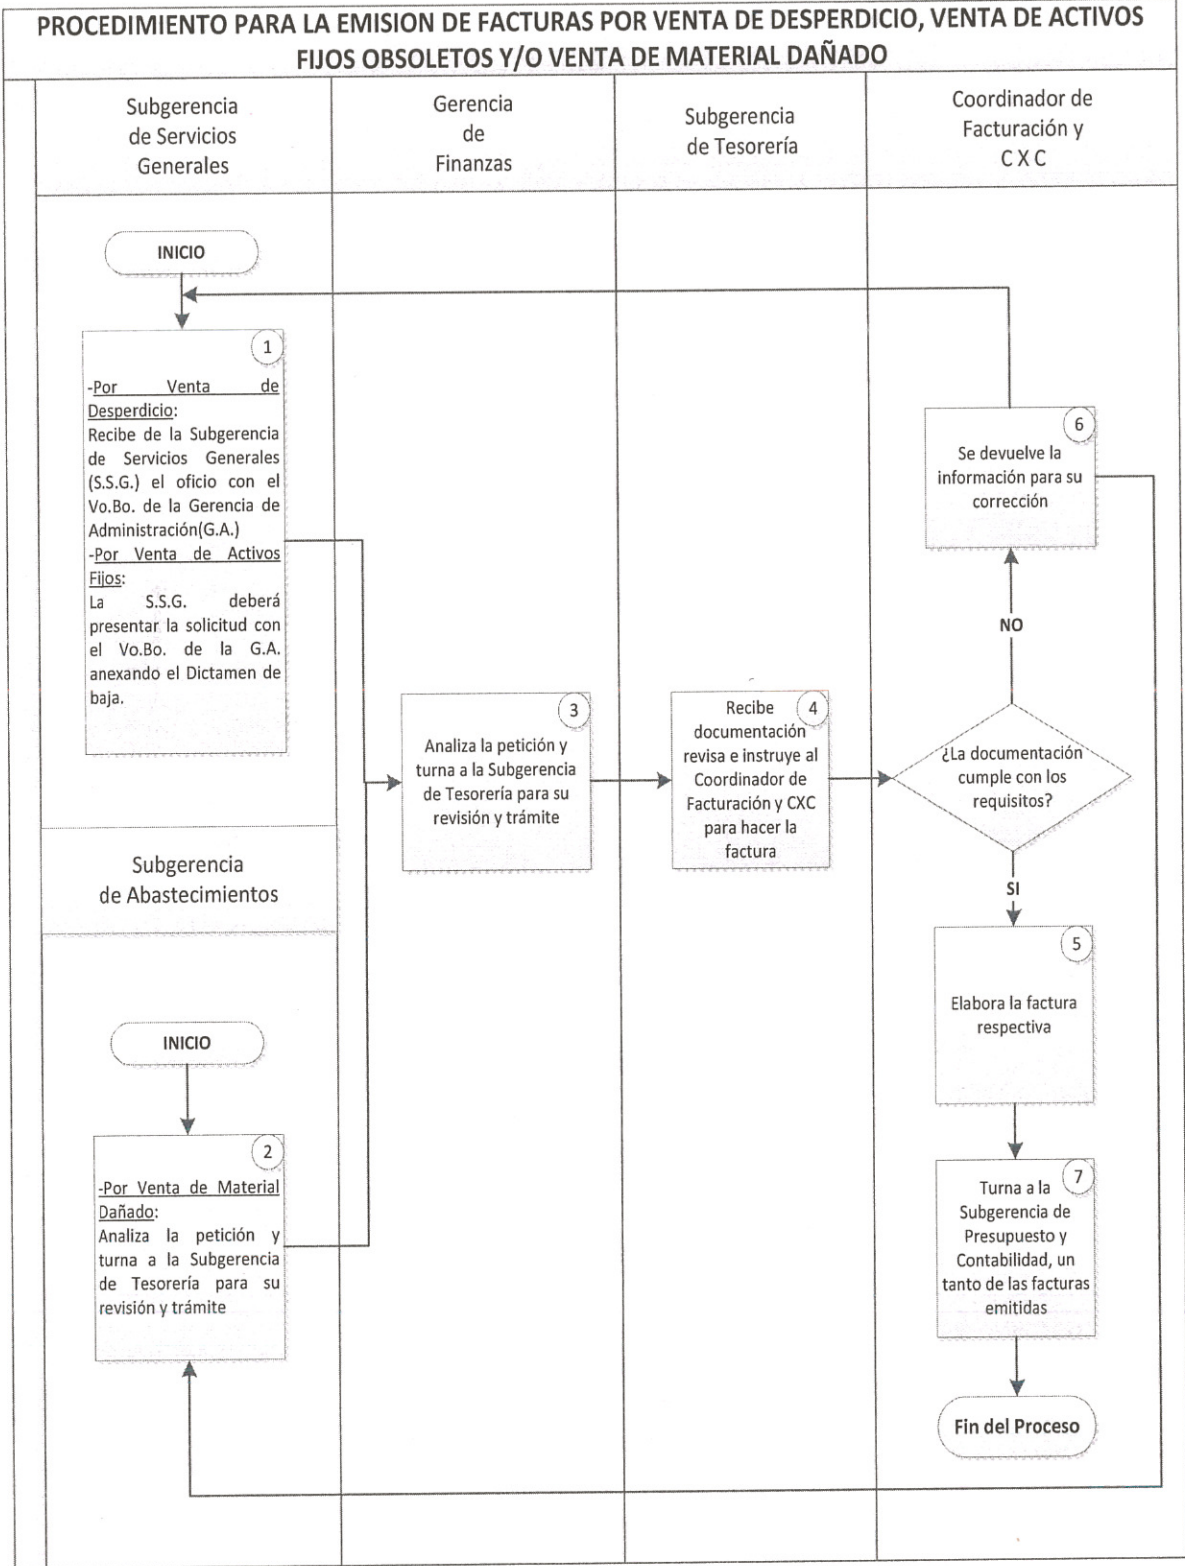 PROCEDIMIENTO PARA LA EMISION DE FACTURAS POR VENTA DE DESPERDICIO, VENTA DE ACTIVOS
FIJOS OBSOLETOS Y/O VENTA DE MATERIAL DAÑADO
Subgerencia
de Servicios
Generales
Gerencia
de
Finanzas
Subgerencia
de Tesorería
Coordinador de
Facturación y
C X C
INICIO
1
-Por Venta de
Desperdicio:
Recibe de la Subgerencia
de Servicios Generales
(S.S.G.) el oficio con el
Vo.Bo. de la Gerencia de
Administración(G.A.)
-Por Venta de Activos
Fijos:
La S.S.G. deberá
presentar la solicitud con
el Vo.Bo. de la G.A.
anexando el Dictamen de
baja.
Subgerencia
de Abastecimientos
INICIO
2
-Por Venta de Material
Dañado:
Analiza la petición y
turna a la Subgerencia
de Tesorería para su
revisión y trámite
3
Analiza la petición y
turna a la Subgerencia
de Tesorería para su
revisión y trámite
4
Recibe
documentación
revisa e instruye al
Coordinador de
Facturación y CXC
para hacer la
factura
¿La documentación
cumple con los
requisitos?
NO
6
Se devuelve la
información para su
corrección
SI
5
Elabora la factura
respectiva
7
Turna a la
Subgerencia de
Presupuesto y
Contabilidad, un
tanto de las facturas
emitidas
Fin del Proceso